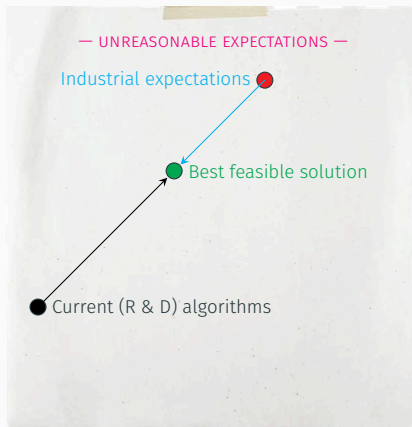 — UNREASONABLE EXPECTATIONS —
Industrial expectations
Best feasible solution
Current (R & D) algorithms